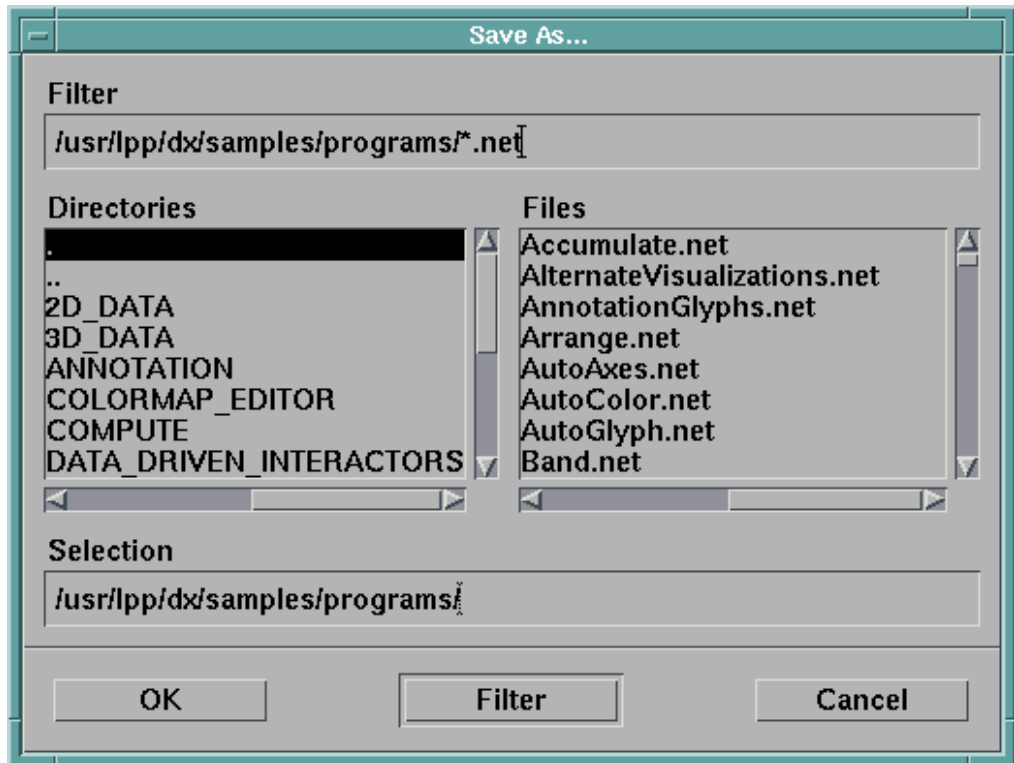 Save As...
Filter
/usr/lpp/dx/samples/programs/*.net
Directories
.
..
2D_DATA
3D_DATA
ANNOTATION
COLORMAP_EDITOR
COMPUTE
DATA_DRIVEN_INTERACTORS
Files
Accumulate.net
AlternateVisualizations.net
AnnotationGlyphs.net
Arrange.net
AutoAxes.net
AutoColor.net
AutoGlyph.net
Band.net
Selection
/usr/lpp/dx/samples/programs/
OK
Filter
Cancel